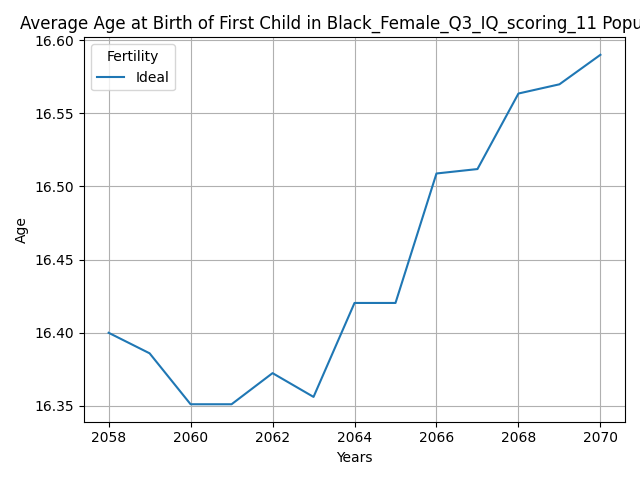 Average Age at Birth of First Child in Black_Female_Q3_IQ_scoring_11 Popu
16.60
16.55
16.50
16.45
16.40
16.35
Age
Fertility
Ideal
2058 2060 2062 2064 2066 2068 2070
Years